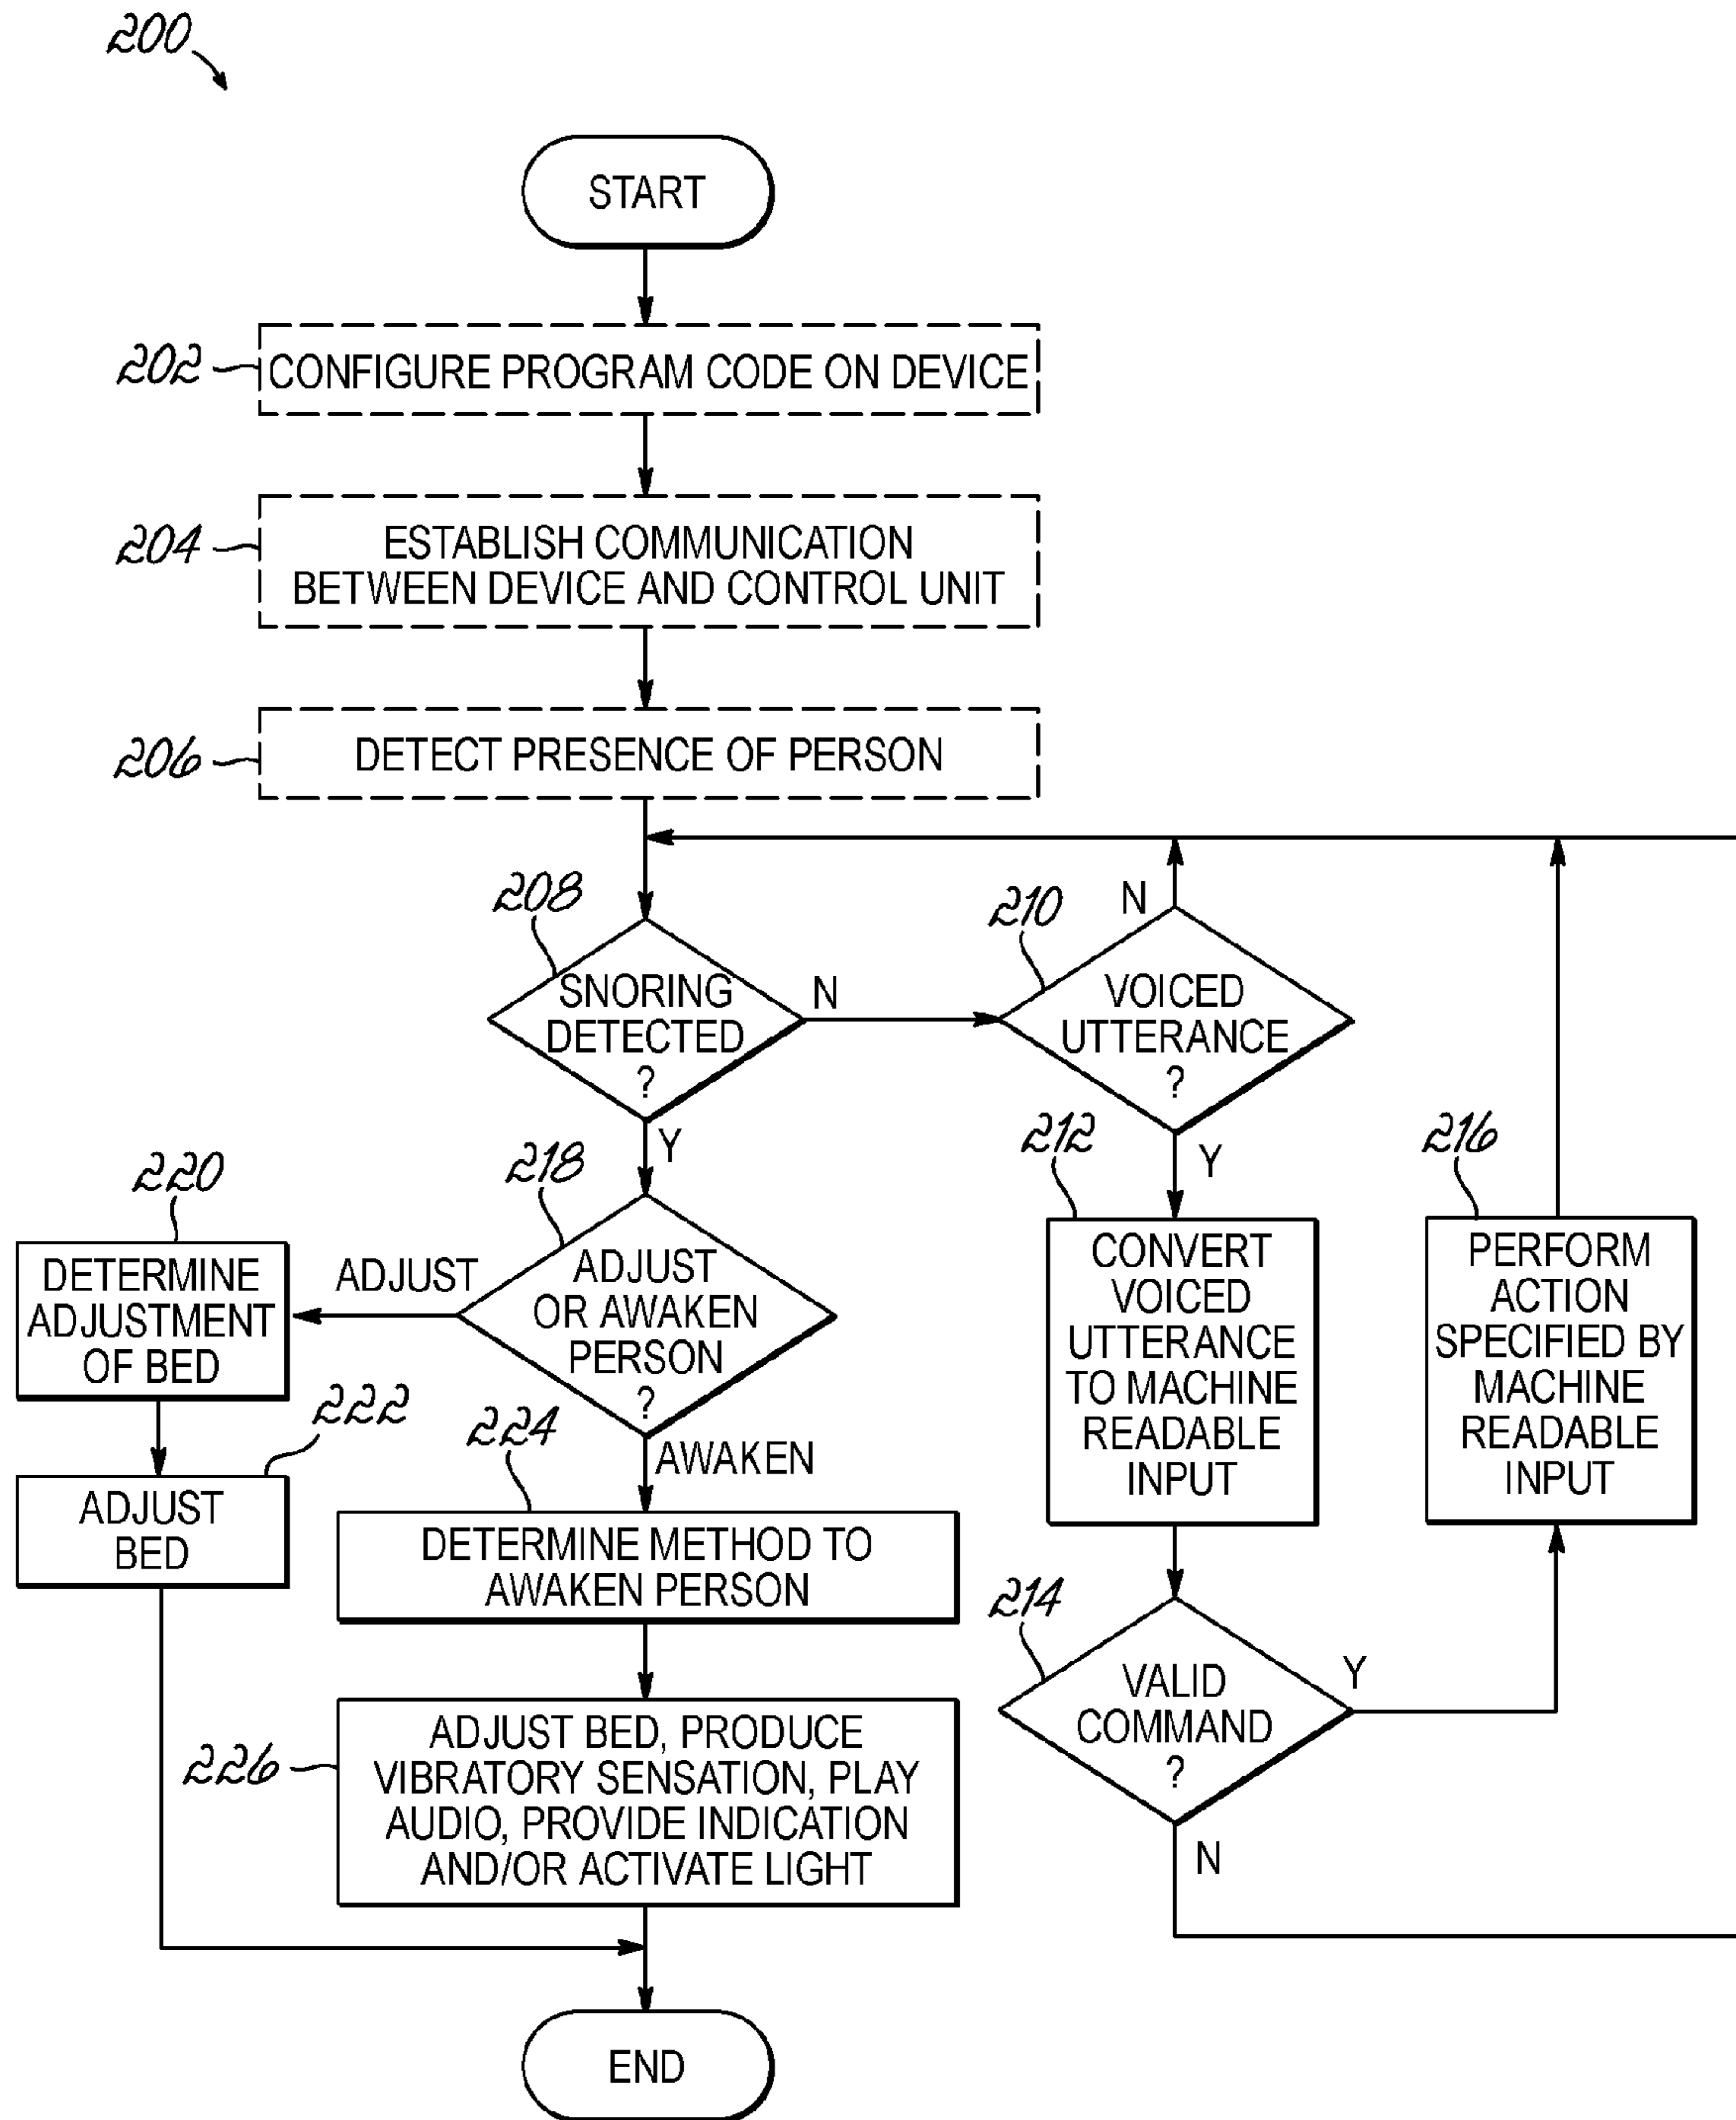 200
START
202
CONFIGURE PROGRAM CODE ON DEVICE
204
ESTABLISH COMMUNICATION
BETWEEN DEVICE AND CONTROL UNIT
206
DETECT PRESENCE OF PERSON
208
SNORING
DETECTED
?
N
Y
210
VOICED
UTTERANCE
?
N
Y
212
CONVERT
VOICED
UTTERANCE
TO MACHINE
READABLE
INPUT
214
VALID
COMMAND
?
Y
N
216
PERFORM
ACTION
SPECIFIED BY
MACHINE
READABLE
INPUT
218
ADJUST
OR AWAKEN
PERSON
?
ADJUST
AWAKEN
220
DETERMINE
ADJUSTMENT
OF BED
222
ADJUST
BED
224
DETERMINE METHOD TO
AWAKEN PERSON
226
ADJUST BED, PRODUCE
VIBRATORY SENSATION, PLAY
AUDIO, PROVIDE INDICATION
AND/OR ACTIVATE LIGHT
END